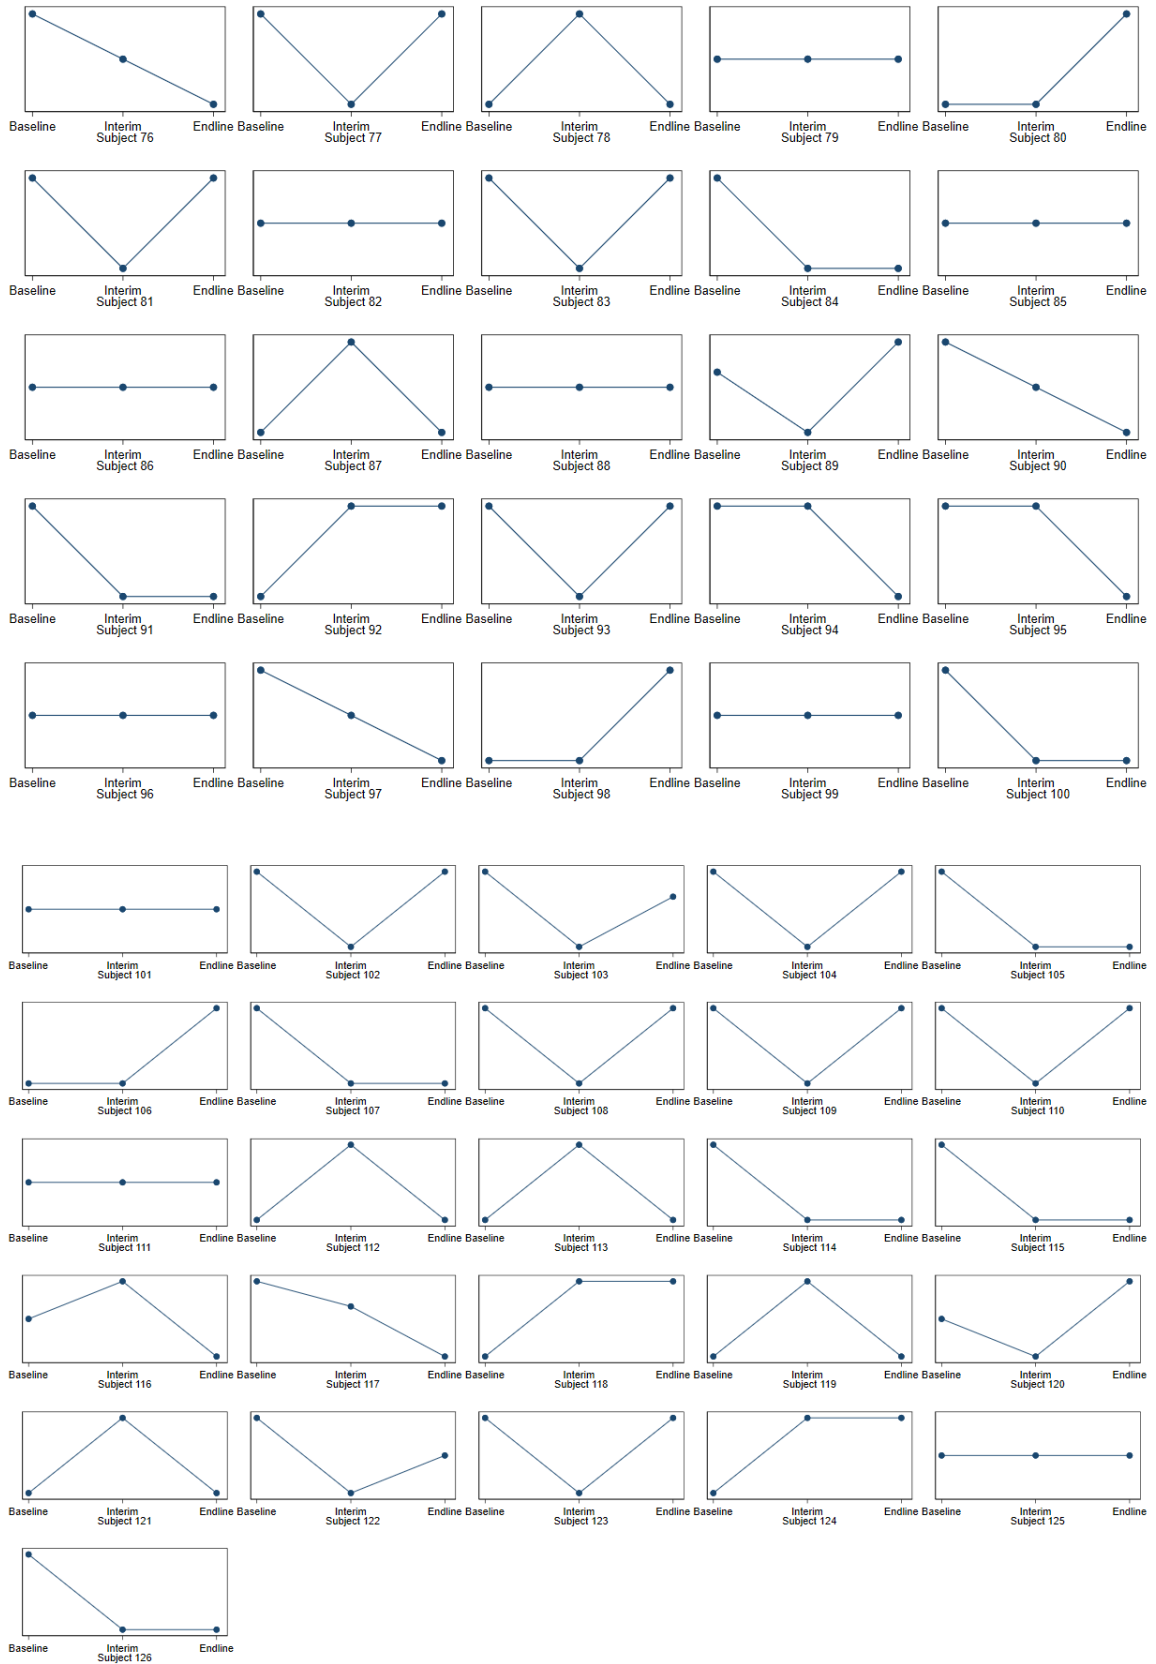 Baseline Interim Endline Baseline Interim Endline Baseline Interim Endline Baseline Interim Endline Baseline Interim Endline
Subject 76 Subject 77 Subject 78 Subject 79 Subject 80
Baseline Interim Endline Baseline Interim Endline Baseline Interim Endline Baseline Interim Endline Baseline Interim Endline
Subject 81 Subject 82 Subject 83 Subject 84 Subject 85
Baseline Interim Endline Baseline Interim Endline Baseline Interim Endline Baseline Interim Endline Baseline Interim Endline
Subject 86 Subject 87 Subject 88 Subject 89 Subject 90
Baseline Interim Endline Baseline Interim Endline Baseline Interim Endline Baseline Interim Endline Baseline Interim Endline
Subject 91 Subject 92 Subject 93 Subject 94 Subject 95
Baseline Interim Endline Baseline Interim Endline Baseline Interim Endline Baseline Interim Endline Baseline Interim Endline
Subject 96 Subject 97 Subject 98 Subject 99 Subject 100
Baseline Interim Endline Baseline Interim Endline Baseline Interim Endline Baseline Interim Endline Baseline Interim Endline
Subject 101 Subject 102 Subject 103 Subject 104 Subject 105
Baseline Interim Endline Baseline Interim Endline Baseline Interim Endline Baseline Interim Endline Baseline Interim Endline
Subject 106 Subject 107 Subject 108 Subject 109 Subject 110
Baseline Interim Endline Baseline Interim Endline Baseline Interim Endline Baseline Interim Endline Baseline Interim Endline
Subject 111 Subject 112 Subject 113 Subject 114 Subject 115
Baseline Interim Endline Baseline Interim Endline Baseline Interim Endline Baseline Interim Endline Baseline Interim Endline
Subject 116 Subject 117 Subject 118 Subject 119 Subject 120
Baseline Interim Endline Baseline Interim Endline Baseline Interim Endline Baseline Interim Endline Baseline Interim Endline
Subject 121 Subject 122 Subject 123 Subject 124 Subject 125
Baseline Interim Endline
Subject 126